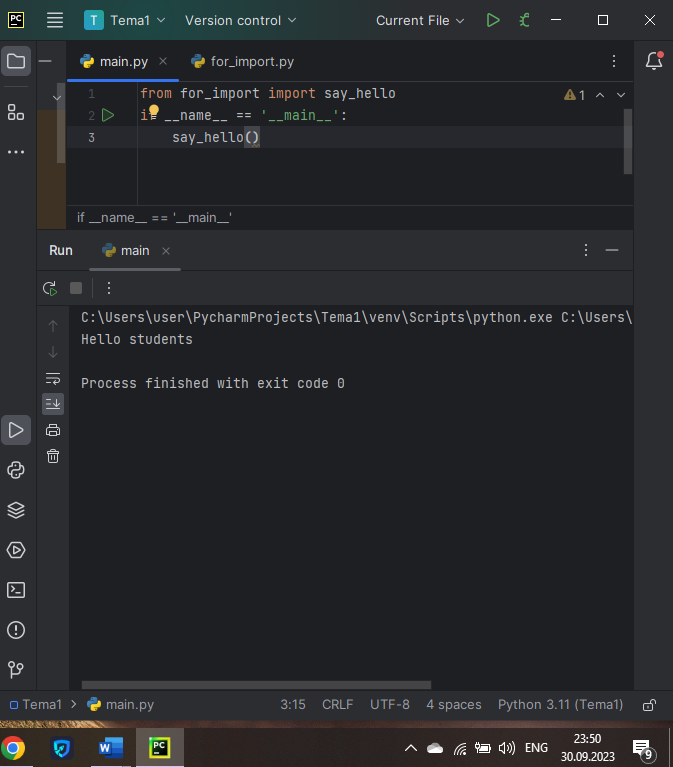 PC
T Tema1 Version control Current File
main.py for_import.py
1 from for_import import say_hello 1
2 if __name__ == '__main__':
3 say_hello()
if __name__ == '__main__'
Run main
C:\Users\user\PycharmProjects\Tema1\venv\Scripts\python.exe C:\Users\
Hello students
Process finished with exit code 0
Tema1 main.py 3:15 CRLF UTF-8 4 spaces Python 3.11 (Tema1)
W PC ENG 23:50 9
30.09.2023